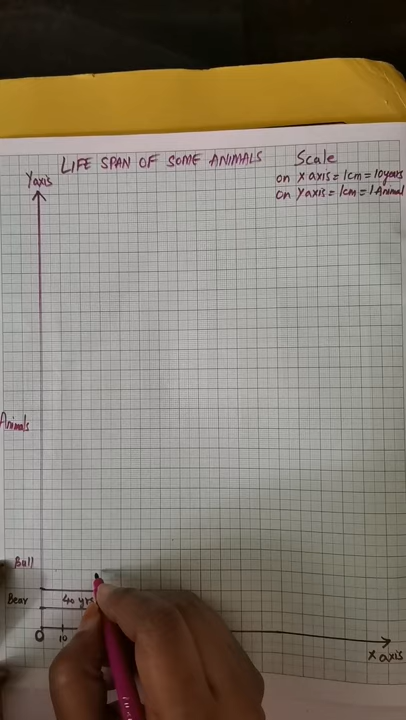 LIFE SPAN OF SOME ANIMALS
Scale
on x axis = 1cm = 10years
on Y axis = 1cm = 1 Animal
Yaxis
Animals
Bull
Bear
40 yrs
0
10
x axis